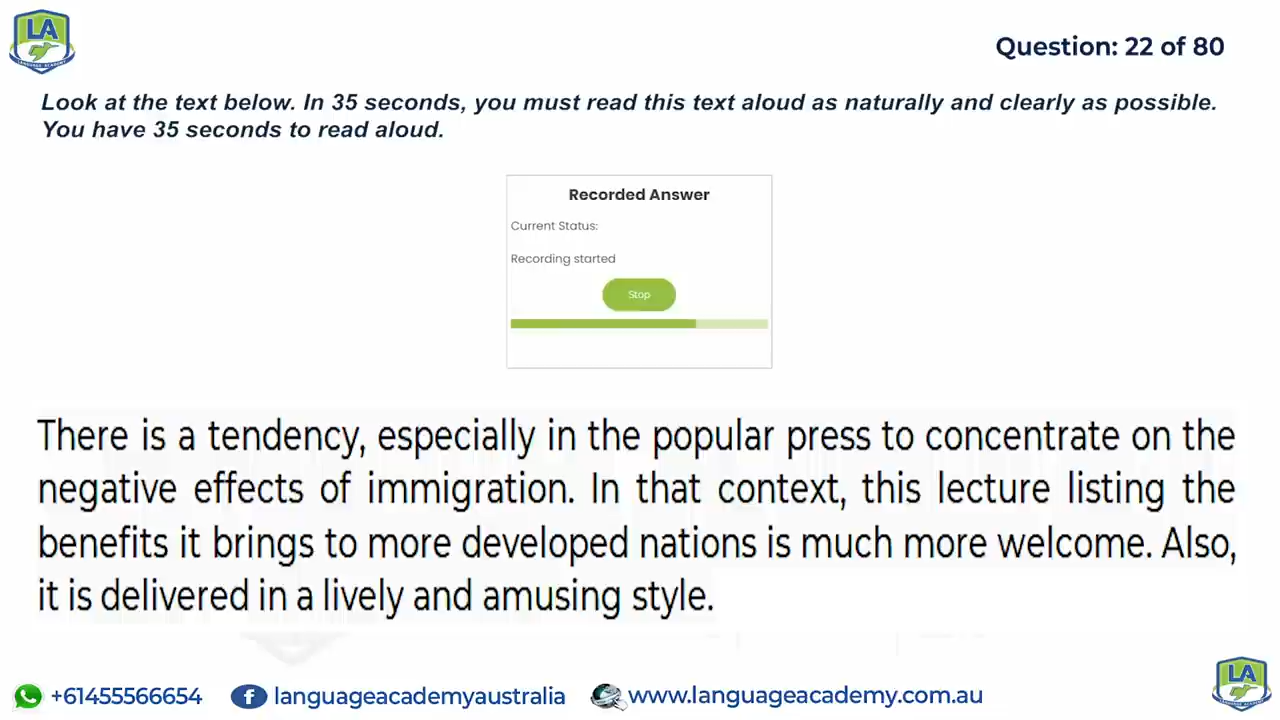 LA
LANGUAGE ACADEMY
Question: 22 of 80
Look at the text below. In 35 seconds, you must read this text aloud as naturally and clearly as possible.
You have 35 seconds to read aloud.
Recorded Answer
Current Status:
Recording started
Stop
There is a tendency, especially in the popular press to concentrate on the
negative effects of immigration. In that context, this lecture listing the
benefits it brings to more developed nations is much more welcome. Also,
it is delivered in a lively and amusing style.
+61455566654 languageacademyaustralia www.languageacademy.com.au
LA
LANGUAGE ACADEMY